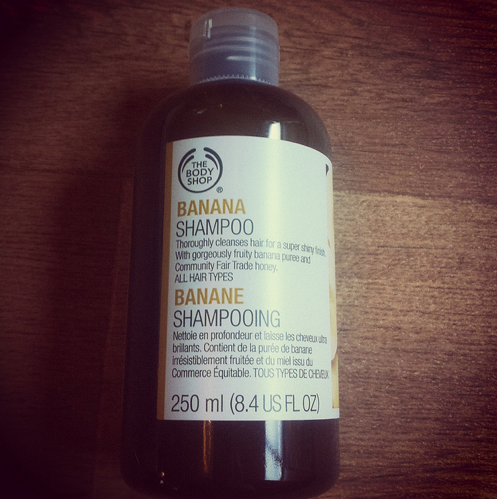 THE
BODY
SHOP
®
BANANA
SHAMPOO
Thoroughly cleanses hair for a super shiny finish.
With gorgeously fruity banana puree and
Community Fair Trade honey.
ALL HAIR TYPES
BANANE
SHAMPOOING
Nettoie en profondeur et laisse les cheveux ultra
brillants. Contient de la purée de banane
irrésistiblement fruitée et du miel issu du
Commerce Équitable. TOUS TYPES DE CHEVEUX
250 ml (8.4 US FL OZ)